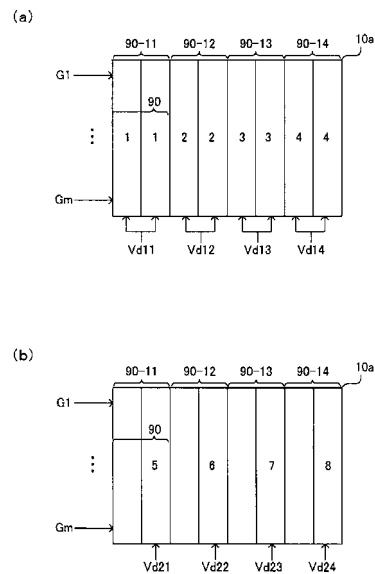 (a)
90-11 90-12 90-13 90-14 10a
G1
90
⋮ 1 1 2 2 3 3 4 4
Gm
Vd11 Vd12 Vd13 Vd14
(b)
90-11 90-12 90-13 90-14 10a
G1
90
⋮ 5 6 7 8
Gm
Vd21 Vd22 Vd23 Vd24